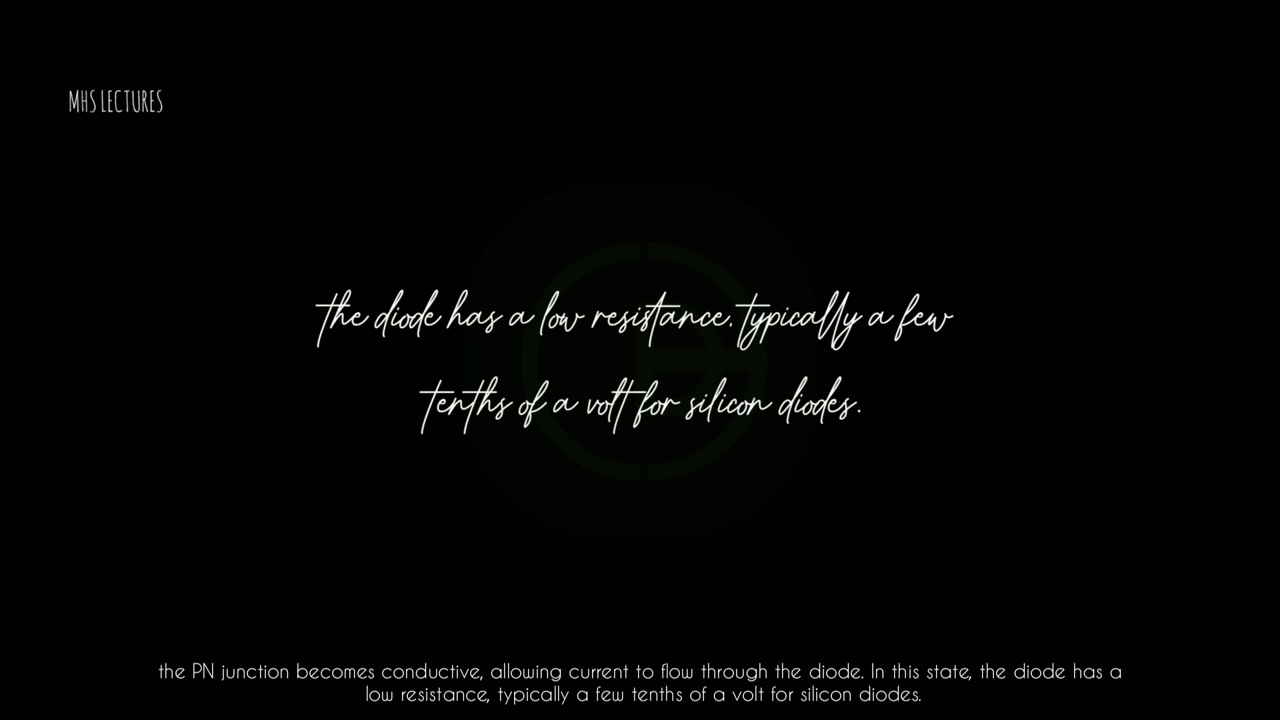 MHS LECTURES
the diode has a low resistance, typically a few
tenths of a volt for silicon diodes.
the PN junction becomes conductive, allowing current to flow through the diode. In this state, the diode has a
low resistance, typically a few tenths of a volt for silicon diodes.